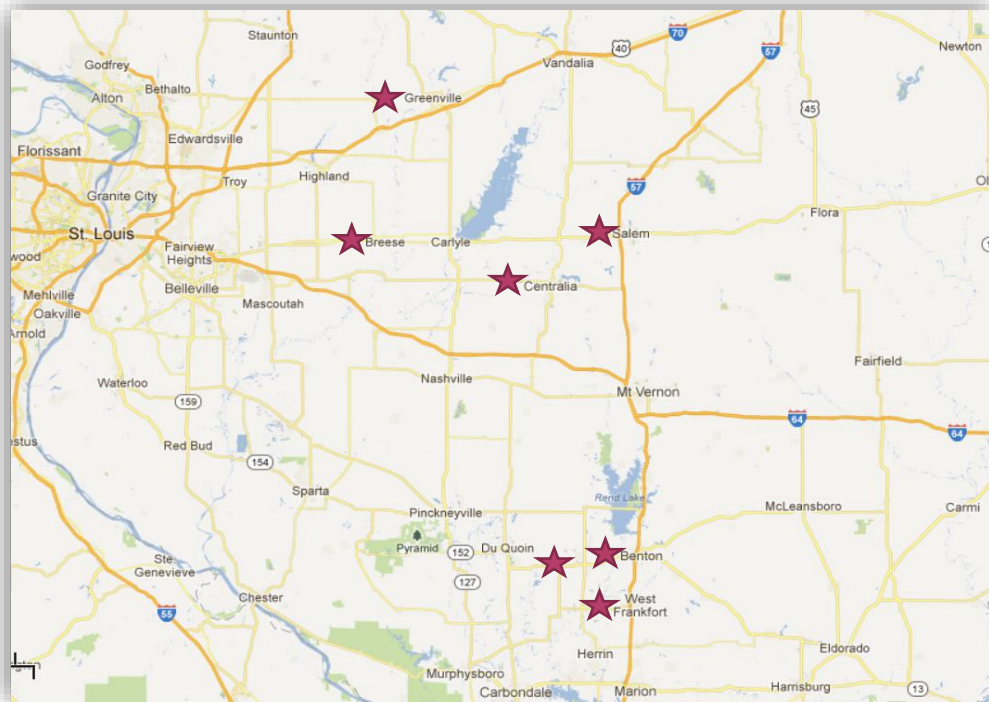 Staunton
70
40
57
Newton
Godfrey
Vandalia
Alton
Bethalto
Greenville
45
Edwardsville
Florissant
Troy
Highland
57
Granite City
St. Louis
Salem
Flora
Fairview
Heights
Breese
Carlyle
wood
Belleville
Centralia
Mehlville
Mascoutah
Oakville
Arnold
Fairfield
Waterloo
Nashville
Mt Vernon
159
64
64
estus
Red Bud
154
Sparta
Rend Lake
Pinckneyville
McLeansboro
Carmi
Pyramid
152
Du Quoin
Benton
Ste
Genevieve
127
Chester
West
Frankfort
55
Herrin
Eldorado
Murphysboro
Carbondale
Marion
Harrisburg
13